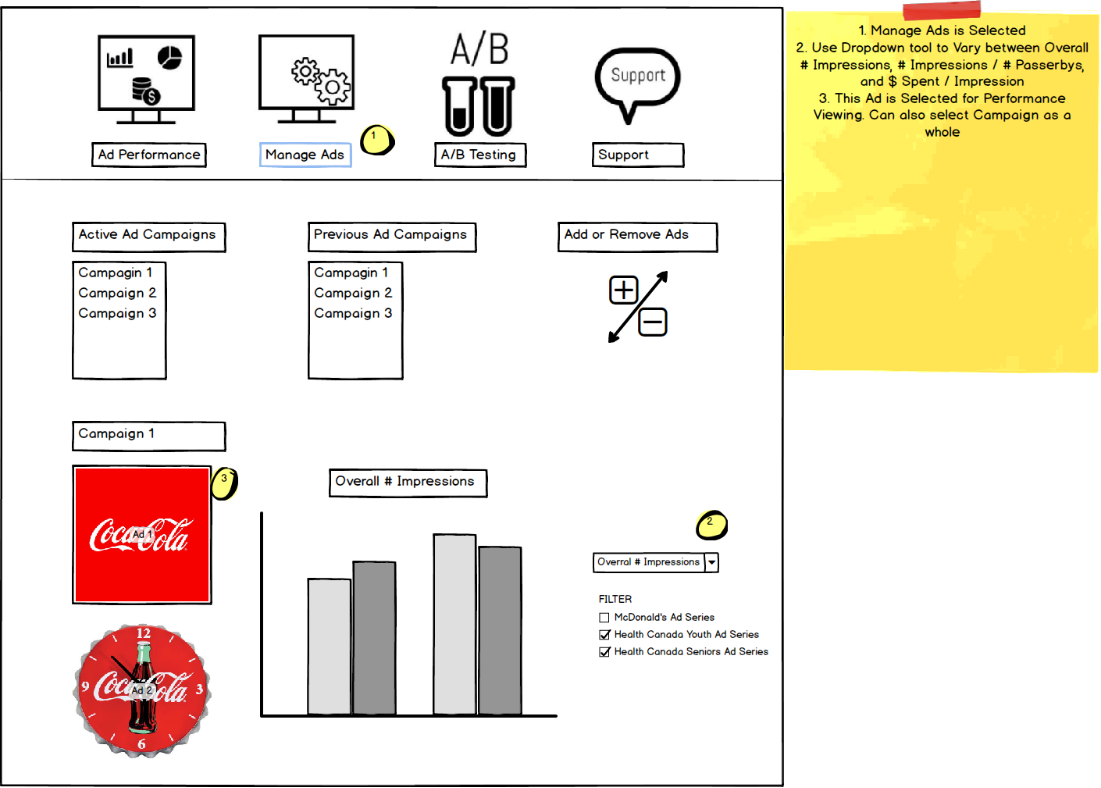 A/B
Support
Ad Performance
Manage Ads
1
A/B Testing
Support
1. Manage Ads is Selected
2. Use Dropdown tool to Vary between Overall
# Impressions, # Impressions / # Passerbys,
and $ Spent / Impression
3. This Ad is Selected for Performance
Viewing. Can also select Campaign as a
whole
Active Ad Campaigns
Campagin 1
Campaign 2
Campaign 3
Previous Ad Campaigns
Campagin 1
Campaign 2
Campaign 3
Add or Remove Ads
Campaign 1
3
Coca-Cola
Ad 1
12
3
6
9
Coca-Cola
Ad 2
Overall # Impressions
2
Overral # Impressions
FILTER
McDonald's Ad Series
Health Canada Youth Ad Series
Health Canada Seniors Ad Series